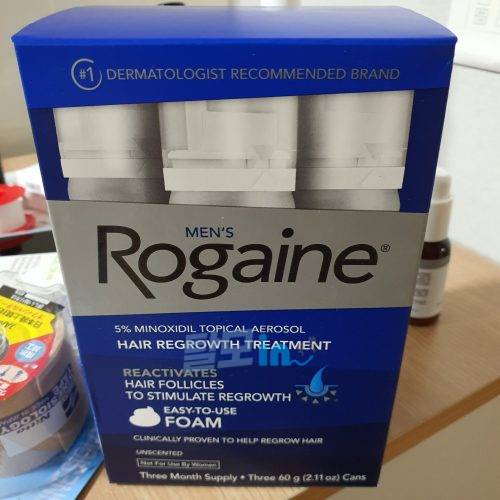 #1 DERMATOLOGIST RECOMMENDED BRAND
MEN'S
Rogaine®
5% MINOXIDIL TOPICAL AEROSOL
HAIR REGROWTH TREATMENT
REACTIVATES
HAIR FOLLICLES
TO STIMULATE REGROWTH
EASY-TO-USE
FOAM
CLINICALLY PROVEN TO HELP REGROW HAIR
UNSCENTED
Not For Use By Women
Three Month Supply • Three 60 g (2.11 oz) Cans